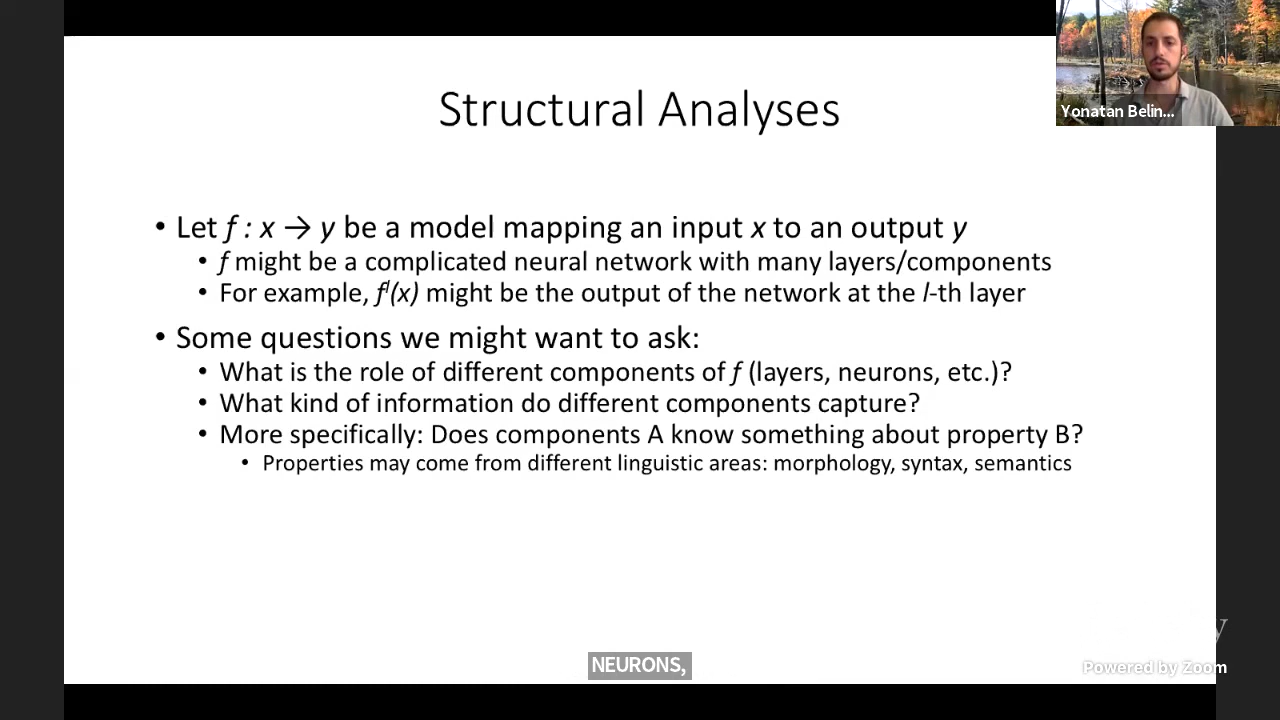 Structural Analyses
Yonatan Belin...
• Let f : x → y be a model mapping an input x to an output y
• f might be a complicated neural network with many layers/components
• For example, fˡ(x) might be the output of the network at the l-th layer
• Some questions we might want to ask:
• What is the role of different components of f (layers, neurons, etc.)?
• What kind of information do different components capture?
• More specifically: Does components A know something about property B?
• Properties may come from different linguistic areas: morphology, syntax, semantics
NEURONS,
Powered by Zoom